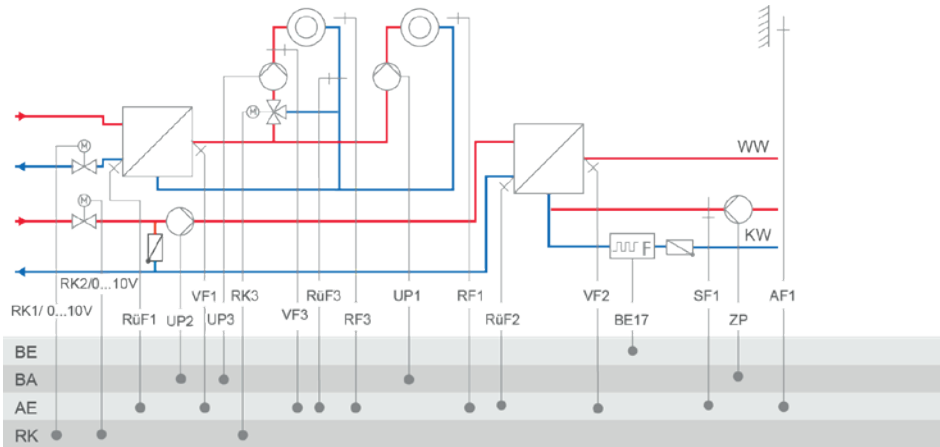 M
M
M
WW
F
KW
RK2/0...10V
RK1/ 0...10V
VF1
RK3
RüF3
UP1
RF1
VF2
SF1
AF1
RüF1
UP2
UP3
VF3
RF3
RüF2
BE17
ZP
BE
BA
AE
RK